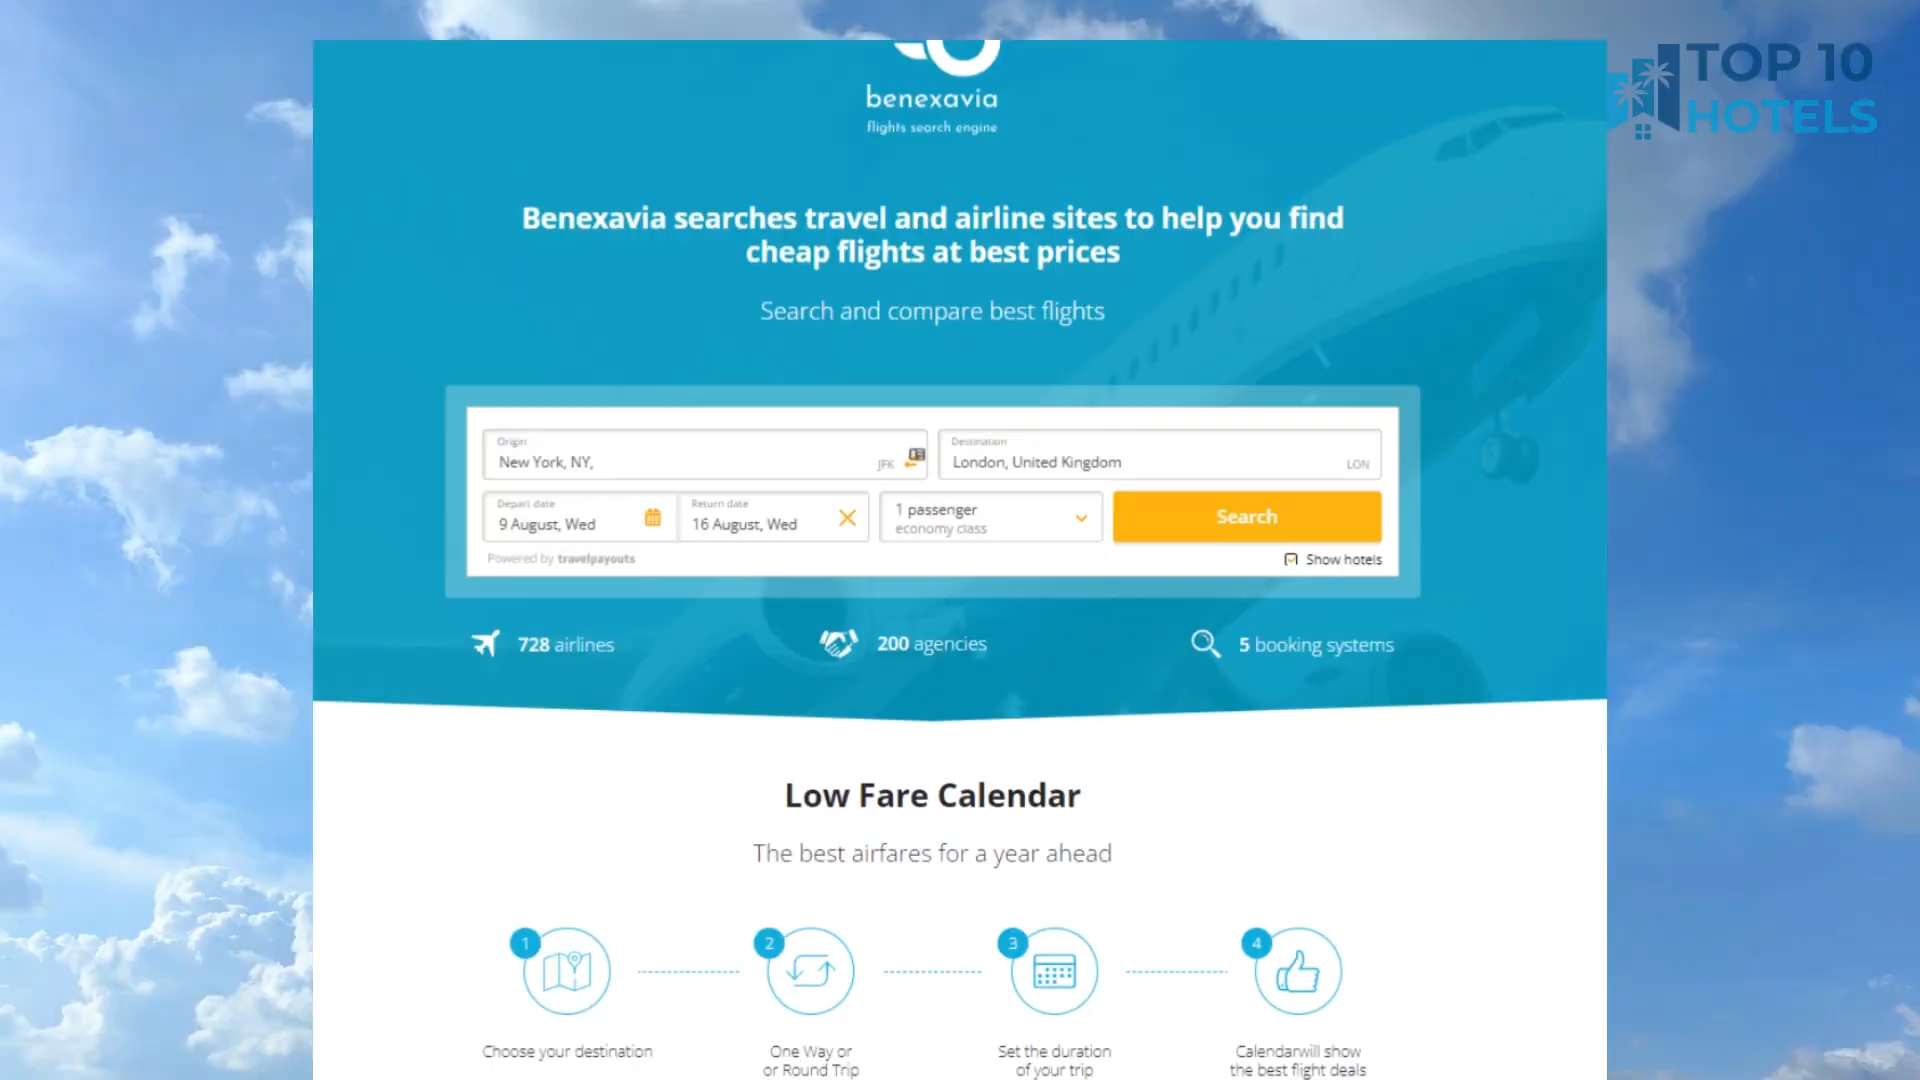 TOP 10
HOTELS
benexavia
flights search engine
Benexavia searches travel and airline sites to help you find
cheap flights at best prices
Search and compare best flights
Origin
New York, NY,
JFK
Destination
London, United Kingdom
LON
Depart date
9 August, Wed
Return date
16 August, Wed
1 passenger
economy class
Search
Powered by travelpayouts
Show hotels
728 airlines
200 agencies
5 booking systems
Low Fare Calendar
The best airfares for a year ahead
1
2
3
4
Choose your destination
One Way or
or Round Trip
Set the duration
of your trip
Calendarwill show
the best flight deals